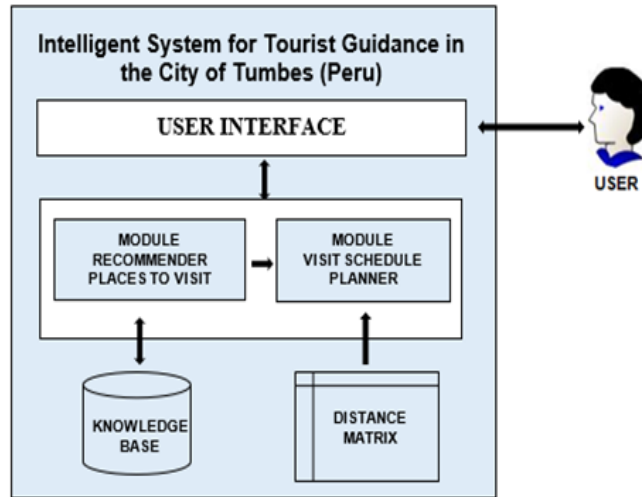 Intelligent System for Tourist Guidance in
the City of Tumbes (Peru)
USER INTERFACE
USER
MODULE
RECOMMENDER
PLACES TO VISIT
MODULE
VISIT SCHEDULE
PLANNER
KNOWLEDGE
BASE
DISTANCE
MATRIX